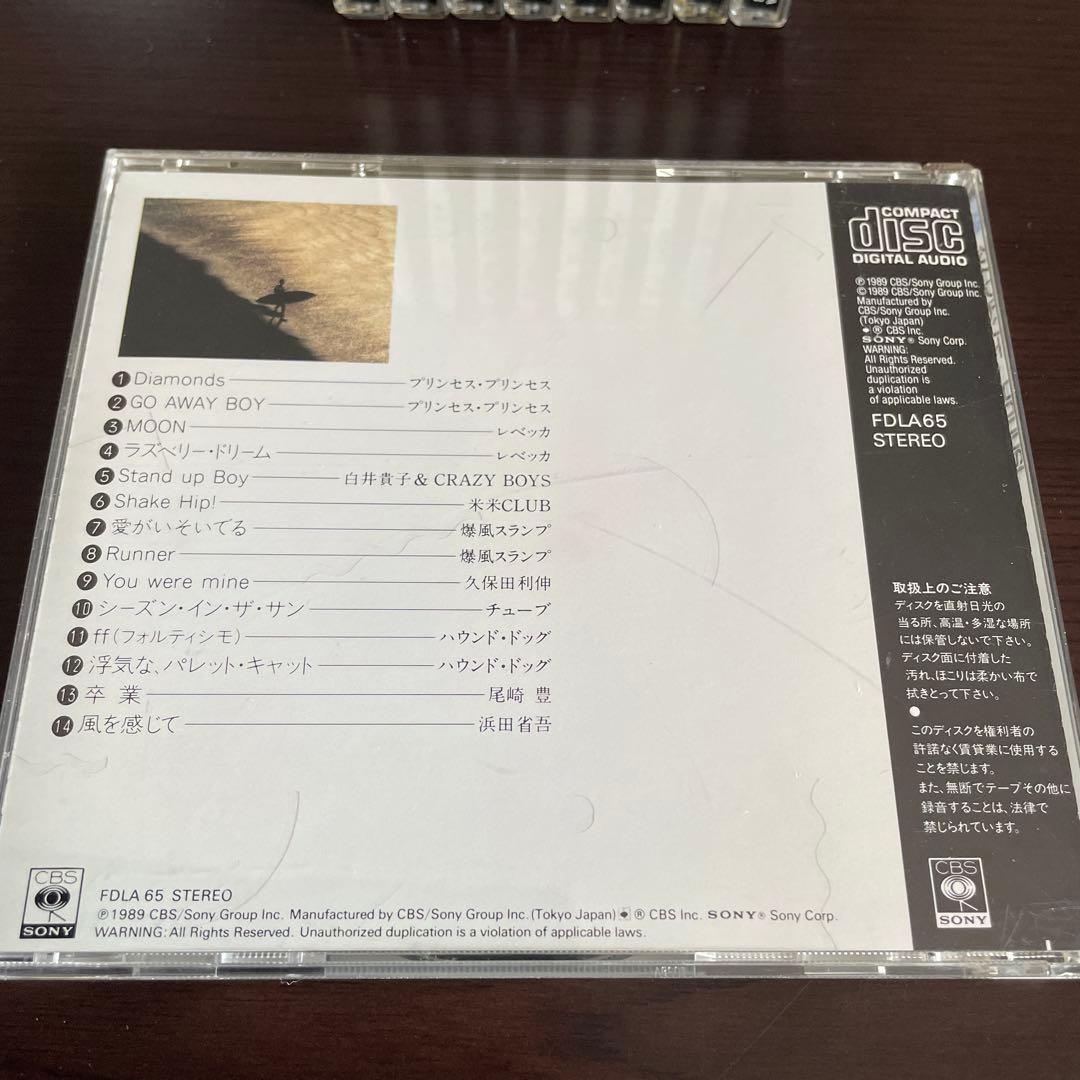 ❶ Diamonds プリンセス・プリンセス
❷ GO AWAY BOY プリンセス・プリンセス
❸ MOON レベッカ
❹ ラズベリー・ドリーム レベッカ
❺ Stand up Boy 白井貴子 & CRAZY BOYS
❻ Shake Hip! 米米CLUB
❼ 愛がいそいでる 爆風スランプ
❽ Runner 爆風スランプ
❾ You were mine 久保田利伸
❿ シーズン・イン・ザ・サン チューブ
⓫ ff(フォルティシモ) ハウンド・ドッグ
⓬ 浮気な、パレット・キャット ハウンド・ドッグ
⓭ 卒業 尾崎 豊
⓮ 風を感じて 浜田省吾
CBS
SONY
FDLA 65 STEREO
Ⓟ1989 CBS/Sony Group Inc. Manufactured by CBS/Sony Group Inc. (Tokyo Japan) ® CBS Inc. SONY® Sony Corp.
WARNING: All Rights Reserved. Unauthorized duplication is a violation of applicable laws.
COMPACT
disc
DIGITAL AUDIO
Ⓟ 1989 CBS/Sony Group Inc.
© 1989 CBS/Sony Group Inc.
Manufactured by
CBS/Sony Group Inc.
(Tokyo Japan)
® CBS Inc.
SONY® Sony Corp.
WARNING:
All Rights Reserved.
Unauthorized
duplication is
a violation
of applicable laws.
FDLA65
STEREO
取扱上のご注意
ディスクを直射日光の
当る所、高温・多湿な場所
には保管しないで下さい。
ディスク面に付着した
汚れ、ほこりは柔かい布で
拭きとって下さい。
●
このディスクを権利者の
許諾なく賃貸業に使用する
ことを禁じます。
また、無断でテープその他に
録音することは、法律で
禁じられています。
CBS
SONY